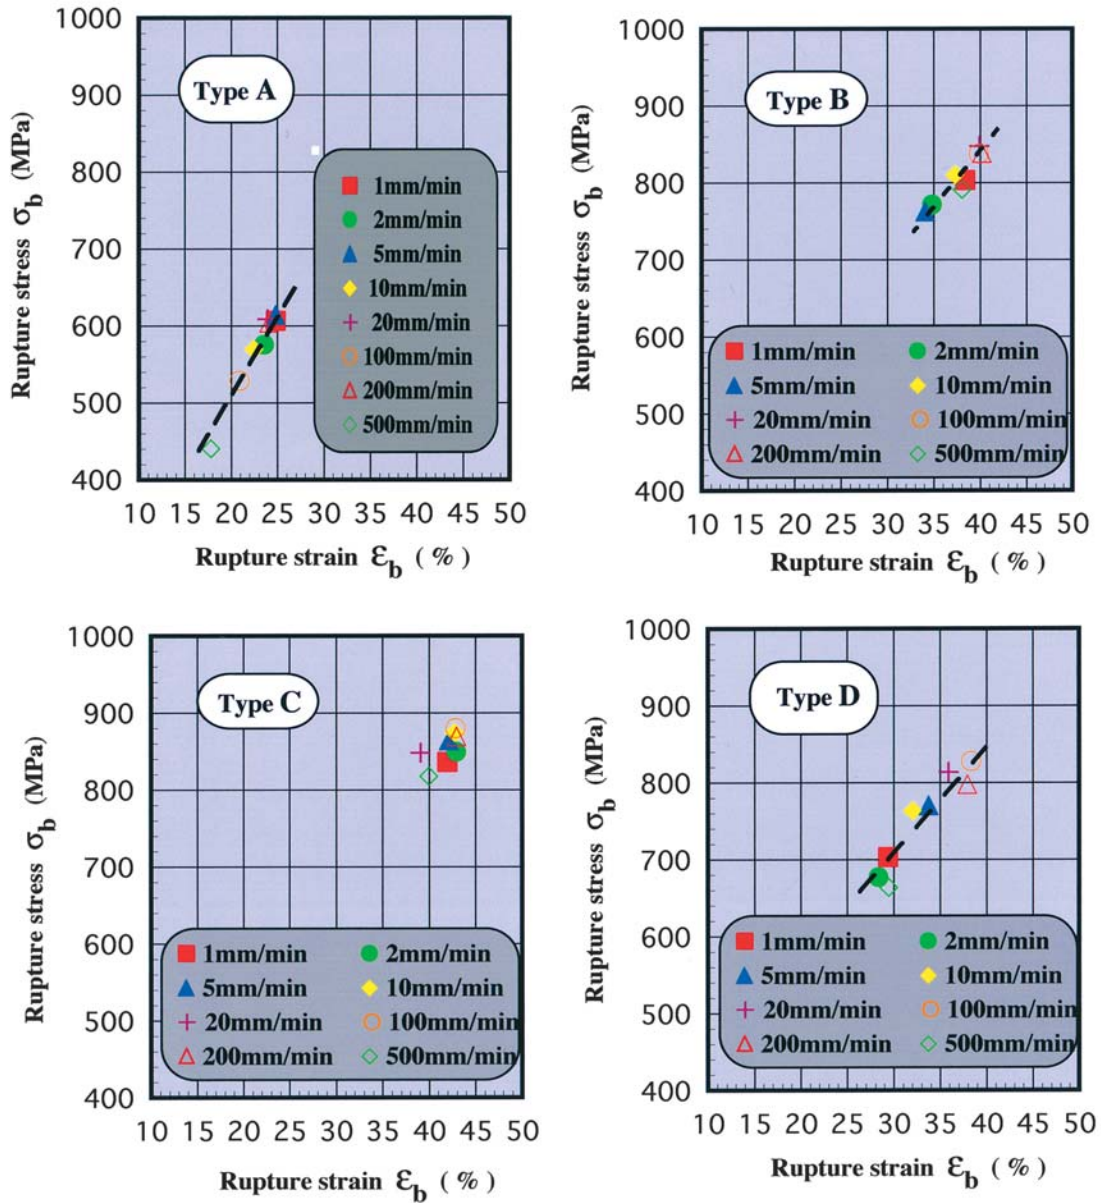 Type A
Rupture stress σb (MPa)
1000
900
800
700
600
500
400
1mm/min
2mm/min
5mm/min
10mm/min
20mm/min
100mm/min
200mm/min
500mm/min
10 15 20 25 30 35 40 45 50
Rupture strain εb ( % )
Type B
Rupture stress σb (MPa)
1000
900
800
700
600
500
400
1mm/min 2mm/min
5mm/min 10mm/min
20mm/min 100mm/min
200mm/min 500mm/min
10 15 20 25 30 35 40 45 50
Rupture strain εb ( % )
Type C
Rupture stress σb (MPa)
1000
900
800
700
600
500
400
1mm/min 2mm/min
5mm/min 10mm/min
20mm/min 100mm/min
200mm/min 500mm/min
10 15 20 25 30 35 40 45 50
Rupture strain εb ( % )
Type D
Rupture stress σb (MPa)
1000
900
800
700
600
500
400
1mm/min 2mm/min
5mm/min 10mm/min
20mm/min 100mm/min
200mm/min 500mm/min
10 15 20 25 30 35 40 45 50
Rupture strain εb ( % )